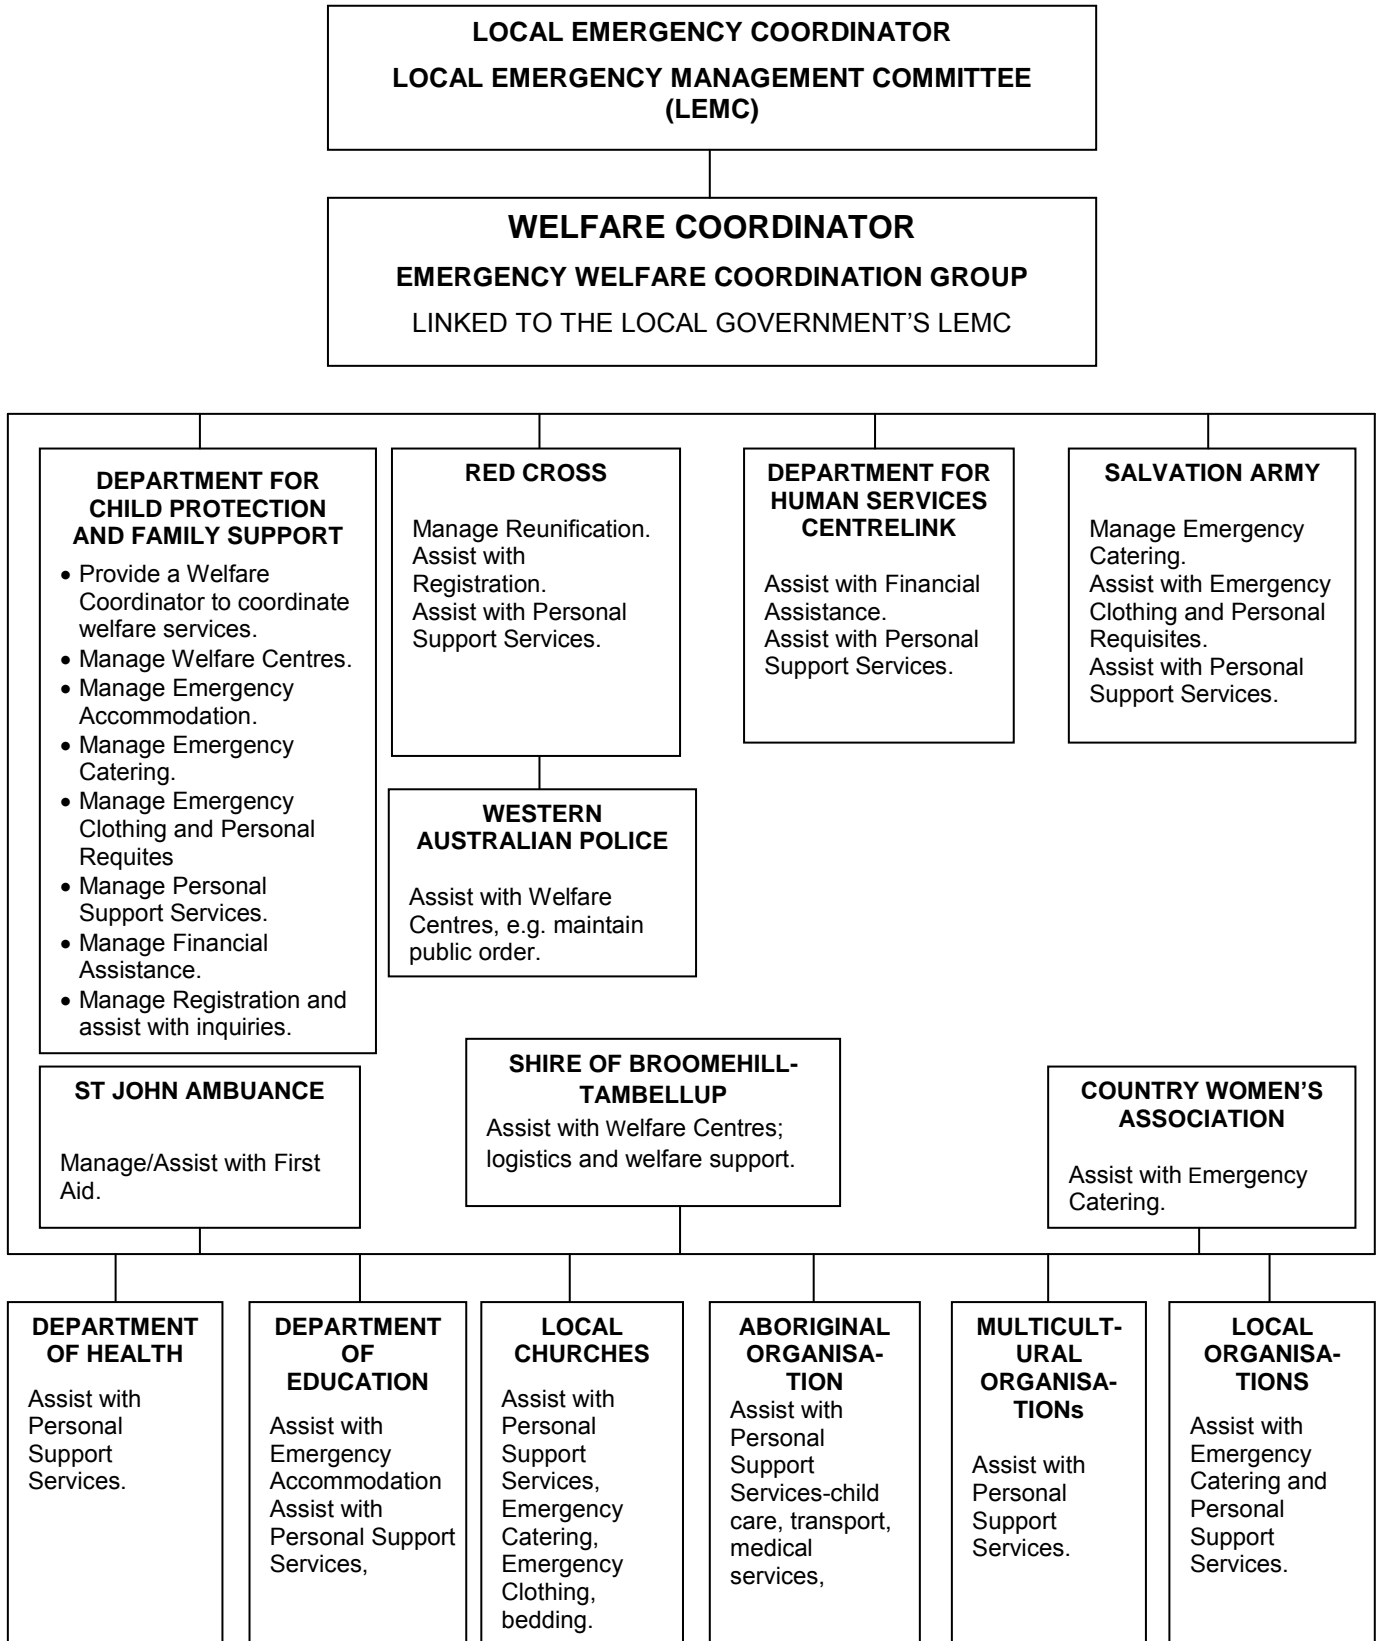 LOCAL EMERGENCY COORDINATOR
LOCAL EMERGENCY MANAGEMENT COMMITTEE
(LEMC)
WELFARE COORDINATOR
EMERGENCY WELFARE COORDINATION GROUP
LINKED TO THE LOCAL GOVERNMENT'S LEMC
DEPARTMENT FOR
CHILD PROTECTION
AND FAMILY SUPPORT
• Provide a Welfare
Coordinator to coordinate
welfare services.
• Manage Welfare Centres.
• Manage Emergency
Accommodation.
• Manage Emergency
Catering.
• Manage Emergency
Clothing and Personal
Requites
• Manage Personal
Support Services.
• Manage Financial
Assistance.
• Manage Registration and
assist with inquiries.
RED CROSS
Manage Reunification.
Assist with
Registration.
Assist with Personal
Support Services.
DEPARTMENT FOR
HUMAN SERVICES
CENTRELINK
Assist with Financial
Assistance.
Assist with Personal
Support Services.
SALVATION ARMY
Manage Emergency
Catering.
Assist with Emergency
Clothing and Personal
Requisites.
Assist with Personal
Support Services.
WESTERN
AUSTRALIAN POLICE
Assist with Welfare
Centres, e.g. maintain
public order.
ST JOHN AMBUANCE
Manage/Assist with First
Aid.
SHIRE OF BROOMEHILL-
TAMBELLUP
Assist with Welfare Centres;
logistics and welfare support.
COUNTRY WOMEN'S
ASSOCIATION
Assist with Emergency
Catering.
DEPARTMENT
OF HEALTH
Assist with
Personal
Support
Services.
DEPARTMENT
OF
EDUCATION
Assist with
Emergency
Accommodation
Assist with
Personal Support
Services,
LOCAL
CHURCHES
Assist with
Personal
Support
Services,
Emergency
Catering,
Emergency
Clothing,
bedding.
ABORIGINAL
ORGANISA-
TION
Assist with
Personal
Support
Services-child
care, transport,
medical
services,
MULTICULT-
URAL
ORGANISA-
TIONs
Assist with
Personal
Support
Services.
LOCAL
ORGANISA-
TIONS
Assist with
Emergency
Catering and
Personal
Support
Services.